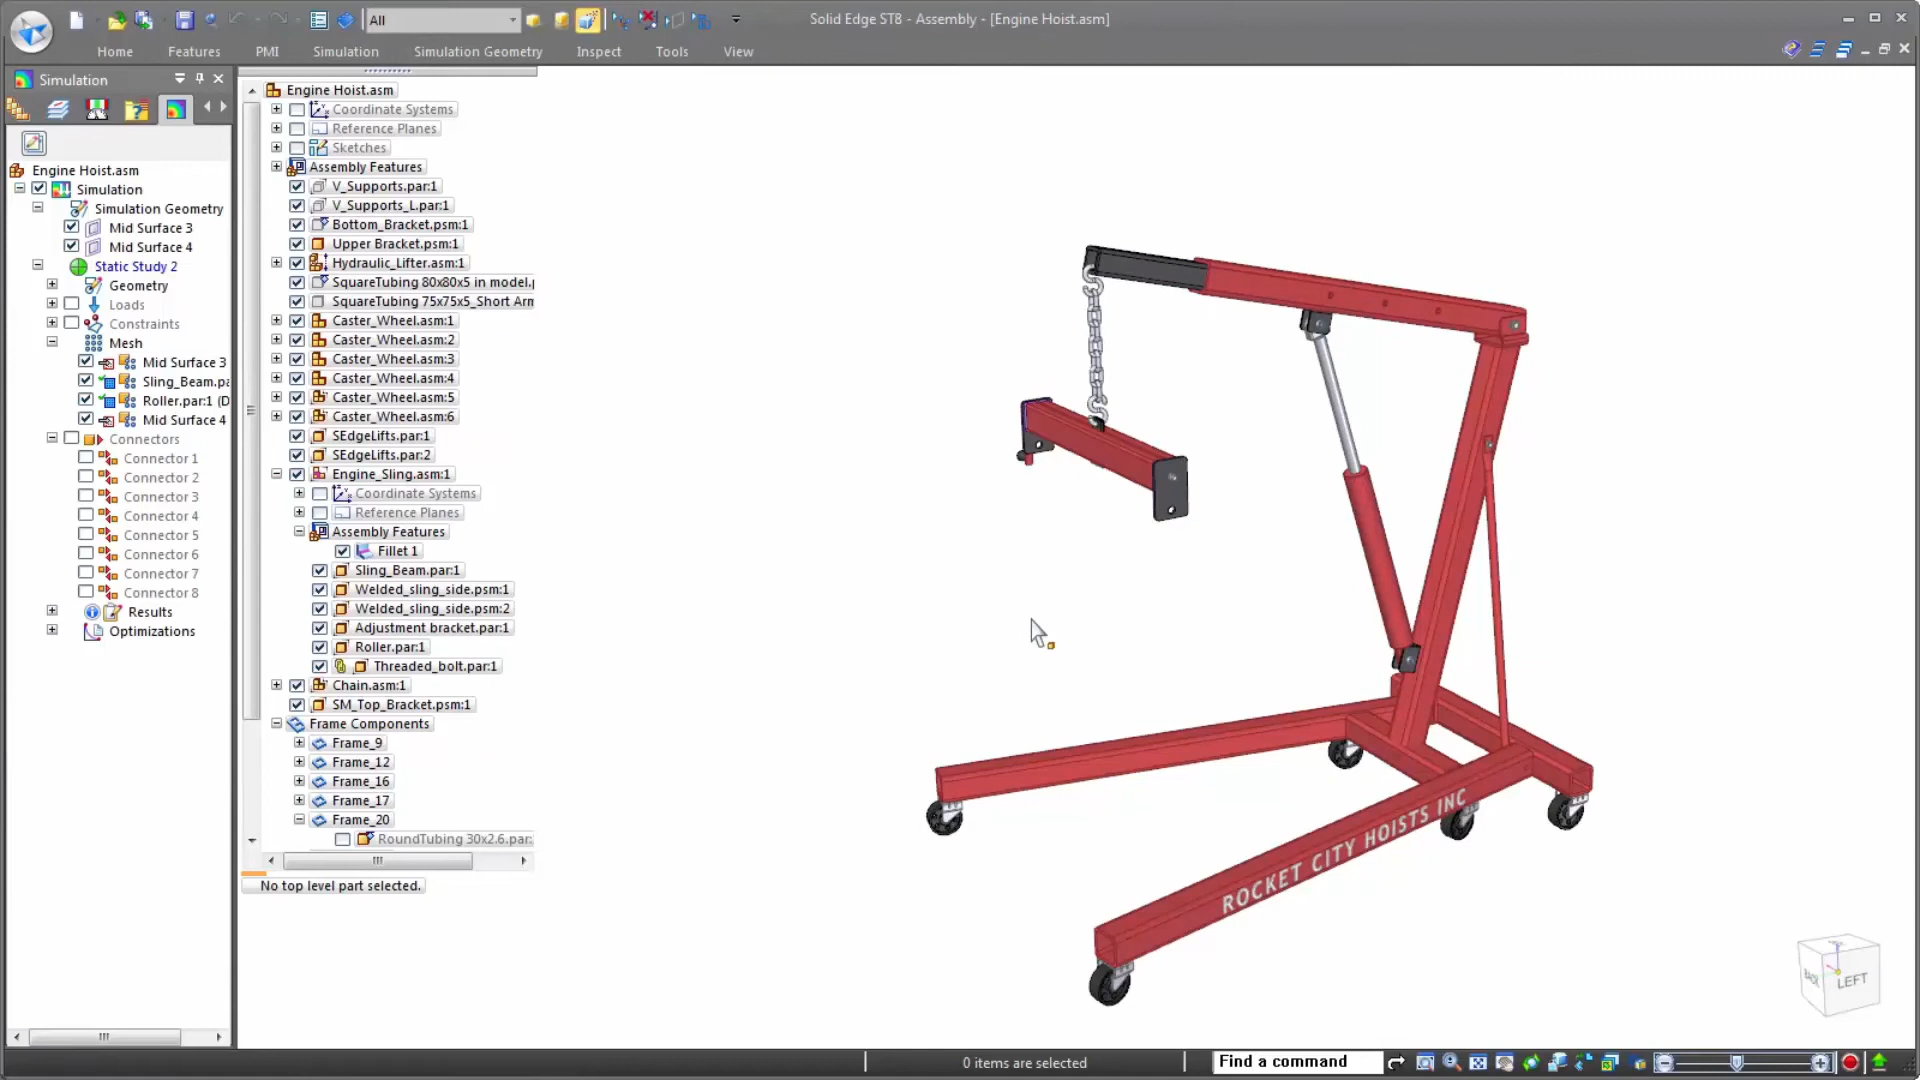 All
Solid Edge ST8 - Assembly - [Engine Hoist.asm]
Home
Features
PMI
Simulation
Simulation Geometry
Inspect
Tools
View
Simulation
Engine Hoist.asm
Simulation
Simulation Geometry
Mid Surface 3
Mid Surface 4
Static Study 2
Geometry
Loads
Constraints
Mesh
Mid Surface 3
Sling_Beam.pa
Roller.par:1 (D
Mid Surface 4
Connectors
Connector 1
Connector 2
Connector 3
Connector 4
Connector 5
Connector 6
Connector 7
Connector 8
Results
Optimizations
Engine Hoist.asm
Coordinate Systems
Reference Planes
Sketches
Assembly Features
V_Supports.par:1
V_Supports_L.par:1
Bottom_Bracket.psm:1
Upper Bracket.psm:1
Hydraulic_Lifter.asm:1
SquareTubing 80x80x5 in model.p
SquareTubing 75x75x5_Short Arm
Caster_Wheel.asm:1
Caster_Wheel.asm:2
Caster_Wheel.asm:3
Caster_Wheel.asm:4
Caster_Wheel.asm:5
Caster_Wheel.asm:6
SEdgeLifts.par:1
SEdgeLifts.par:2
Engine_Sling.asm:1
Coordinate Systems
Reference Planes
Assembly Features
Fillet 1
Sling_Beam.par:1
Welded_sling_side.psm:1
Welded_sling_side.psm:2
Adjustment bracket.par:1
Roller.par:1
Threaded_bolt.par:1
Chain.asm:1
SM_Top_Bracket.psm:1
Frame Components
Frame_9
Frame_12
Frame_16
Frame_17
Frame_20
RoundTubing 30x2.6.par:
No top level part selected.
ROCKET CITY HOISTS INC
BACK
LEFT
0 items are selected
Find a command